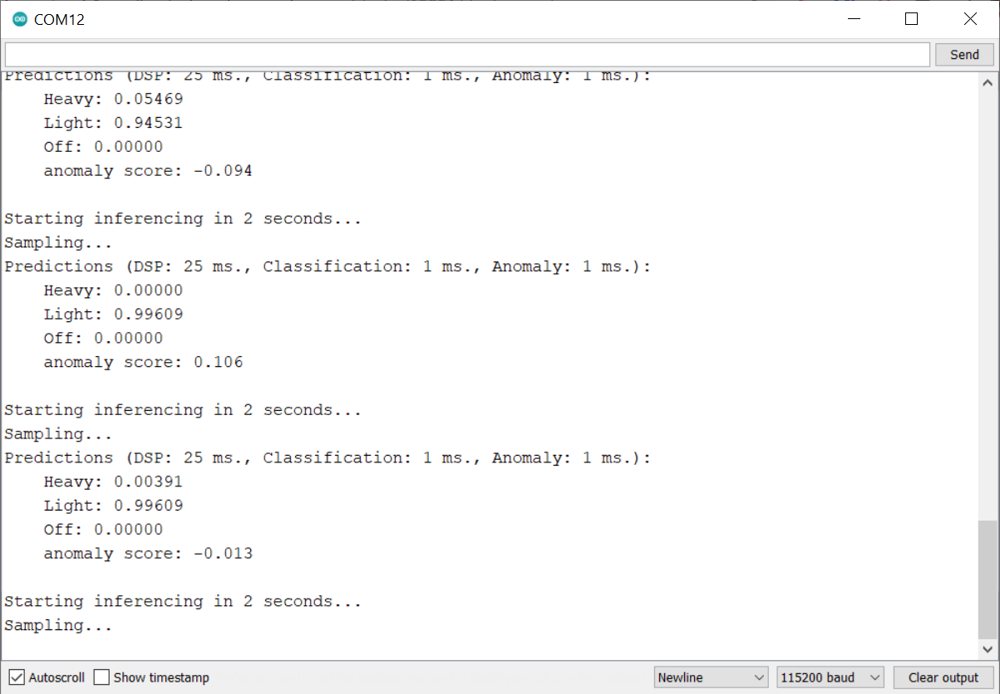 COM12
Send
Predictions (DSP: 25 ms., Classification: 1 ms., Anomaly: 1 ms.):
Heavy: 0.05469
Light: 0.94531
Off: 0.00000
anomaly score: -0.094
Starting inferencing in 2 seconds...
Sampling...
Predictions (DSP: 25 ms., Classification: 1 ms., Anomaly: 1 ms.):
Heavy: 0.00000
Light: 0.99609
Off: 0.00000
anomaly score: 0.106
Starting inferencing in 2 seconds...
Sampling...
Predictions (DSP: 25 ms., Classification: 1 ms., Anomaly: 1 ms.):
Heavy: 0.00391
Light: 0.99609
Off: 0.00000
anomaly score: -0.013
Starting inferencing in 2 seconds...
Sampling...
Autoscroll Show timestamp Newline 115200 baud Clear output